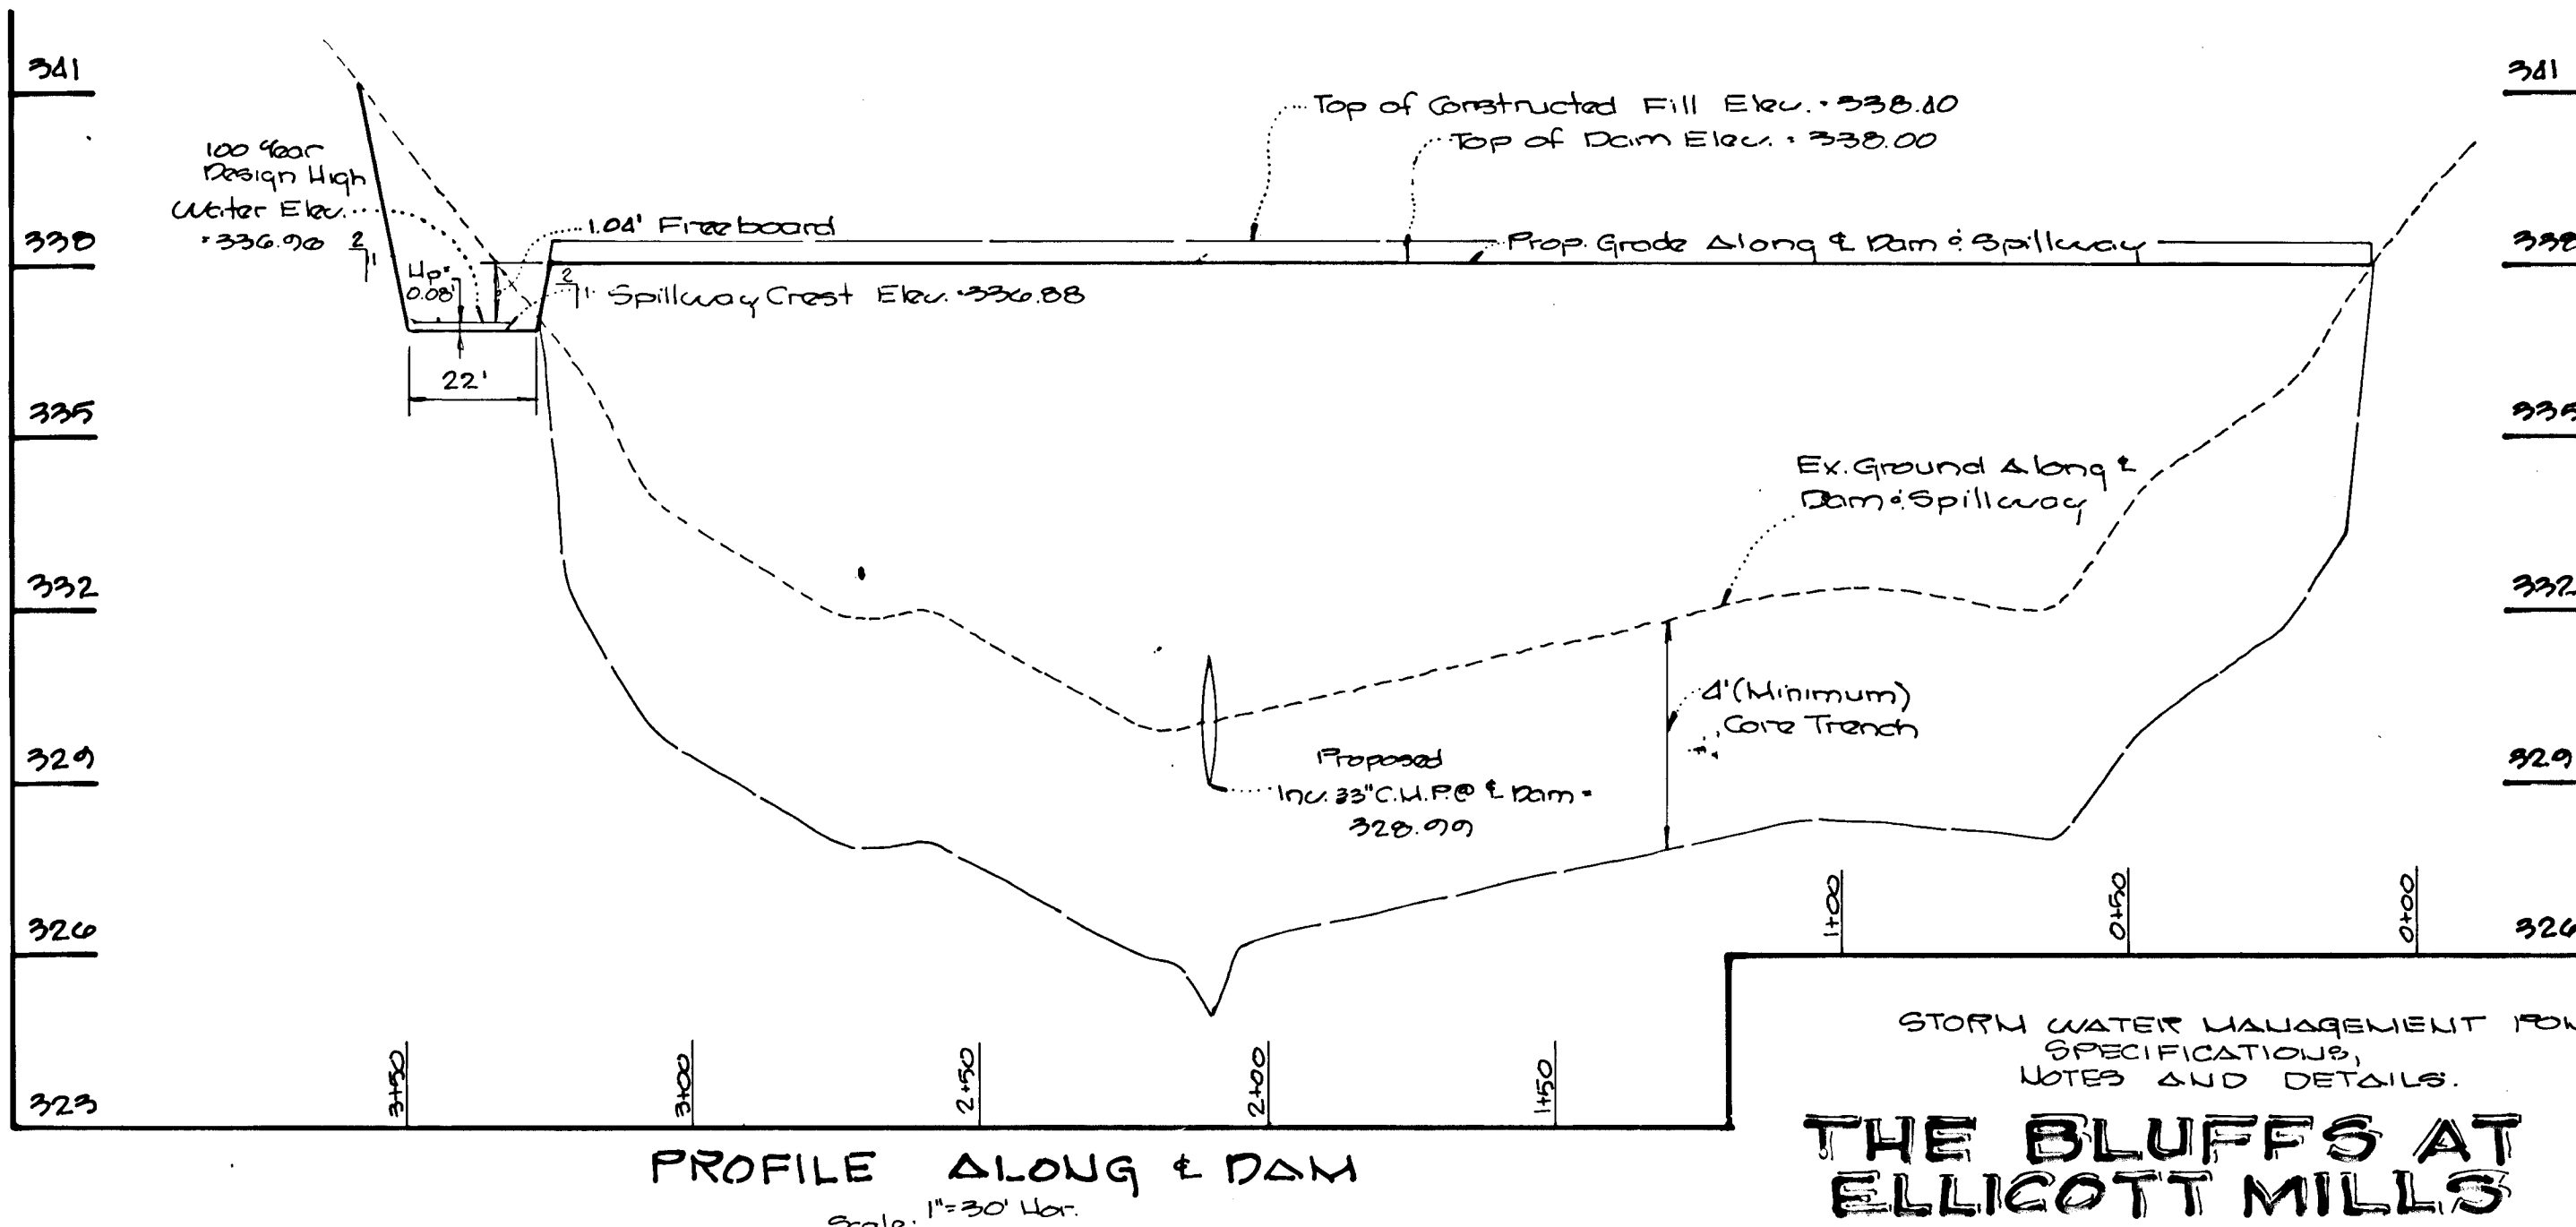 341
341
Top of Constructed Fill Elev. = 338.40
Top of Dam Elev. = 338.00
100 Year
Design High
Water Elev.
= 336.96
1.04' Freeboard
338
338
Prop. Grade Along ℄ Dam & Spillway
2
1
Hp=
0.08'
2
1
Spillway Crest Elev. = 336.88
22'
335
335
Ex. Ground Along ℄
Dam & Spillway
332
332
4' (Minimum)
Core Trench
Proposed
Inv. 33" C.M.P. @ ℄ Dam =
328.99
329
329
1+00
0+50
0+00
326
326
STORM WATER MANAGEMENT
SPECIFICATIONS,
NOTES AND DETAILS.
3+50
3+00
2+50
2+00
1+50
323
THE BLUFFS AT
ELLICOTT MILLS
PROFILE ALONG ℄ DAM
Scale: 1"=30' Hor.